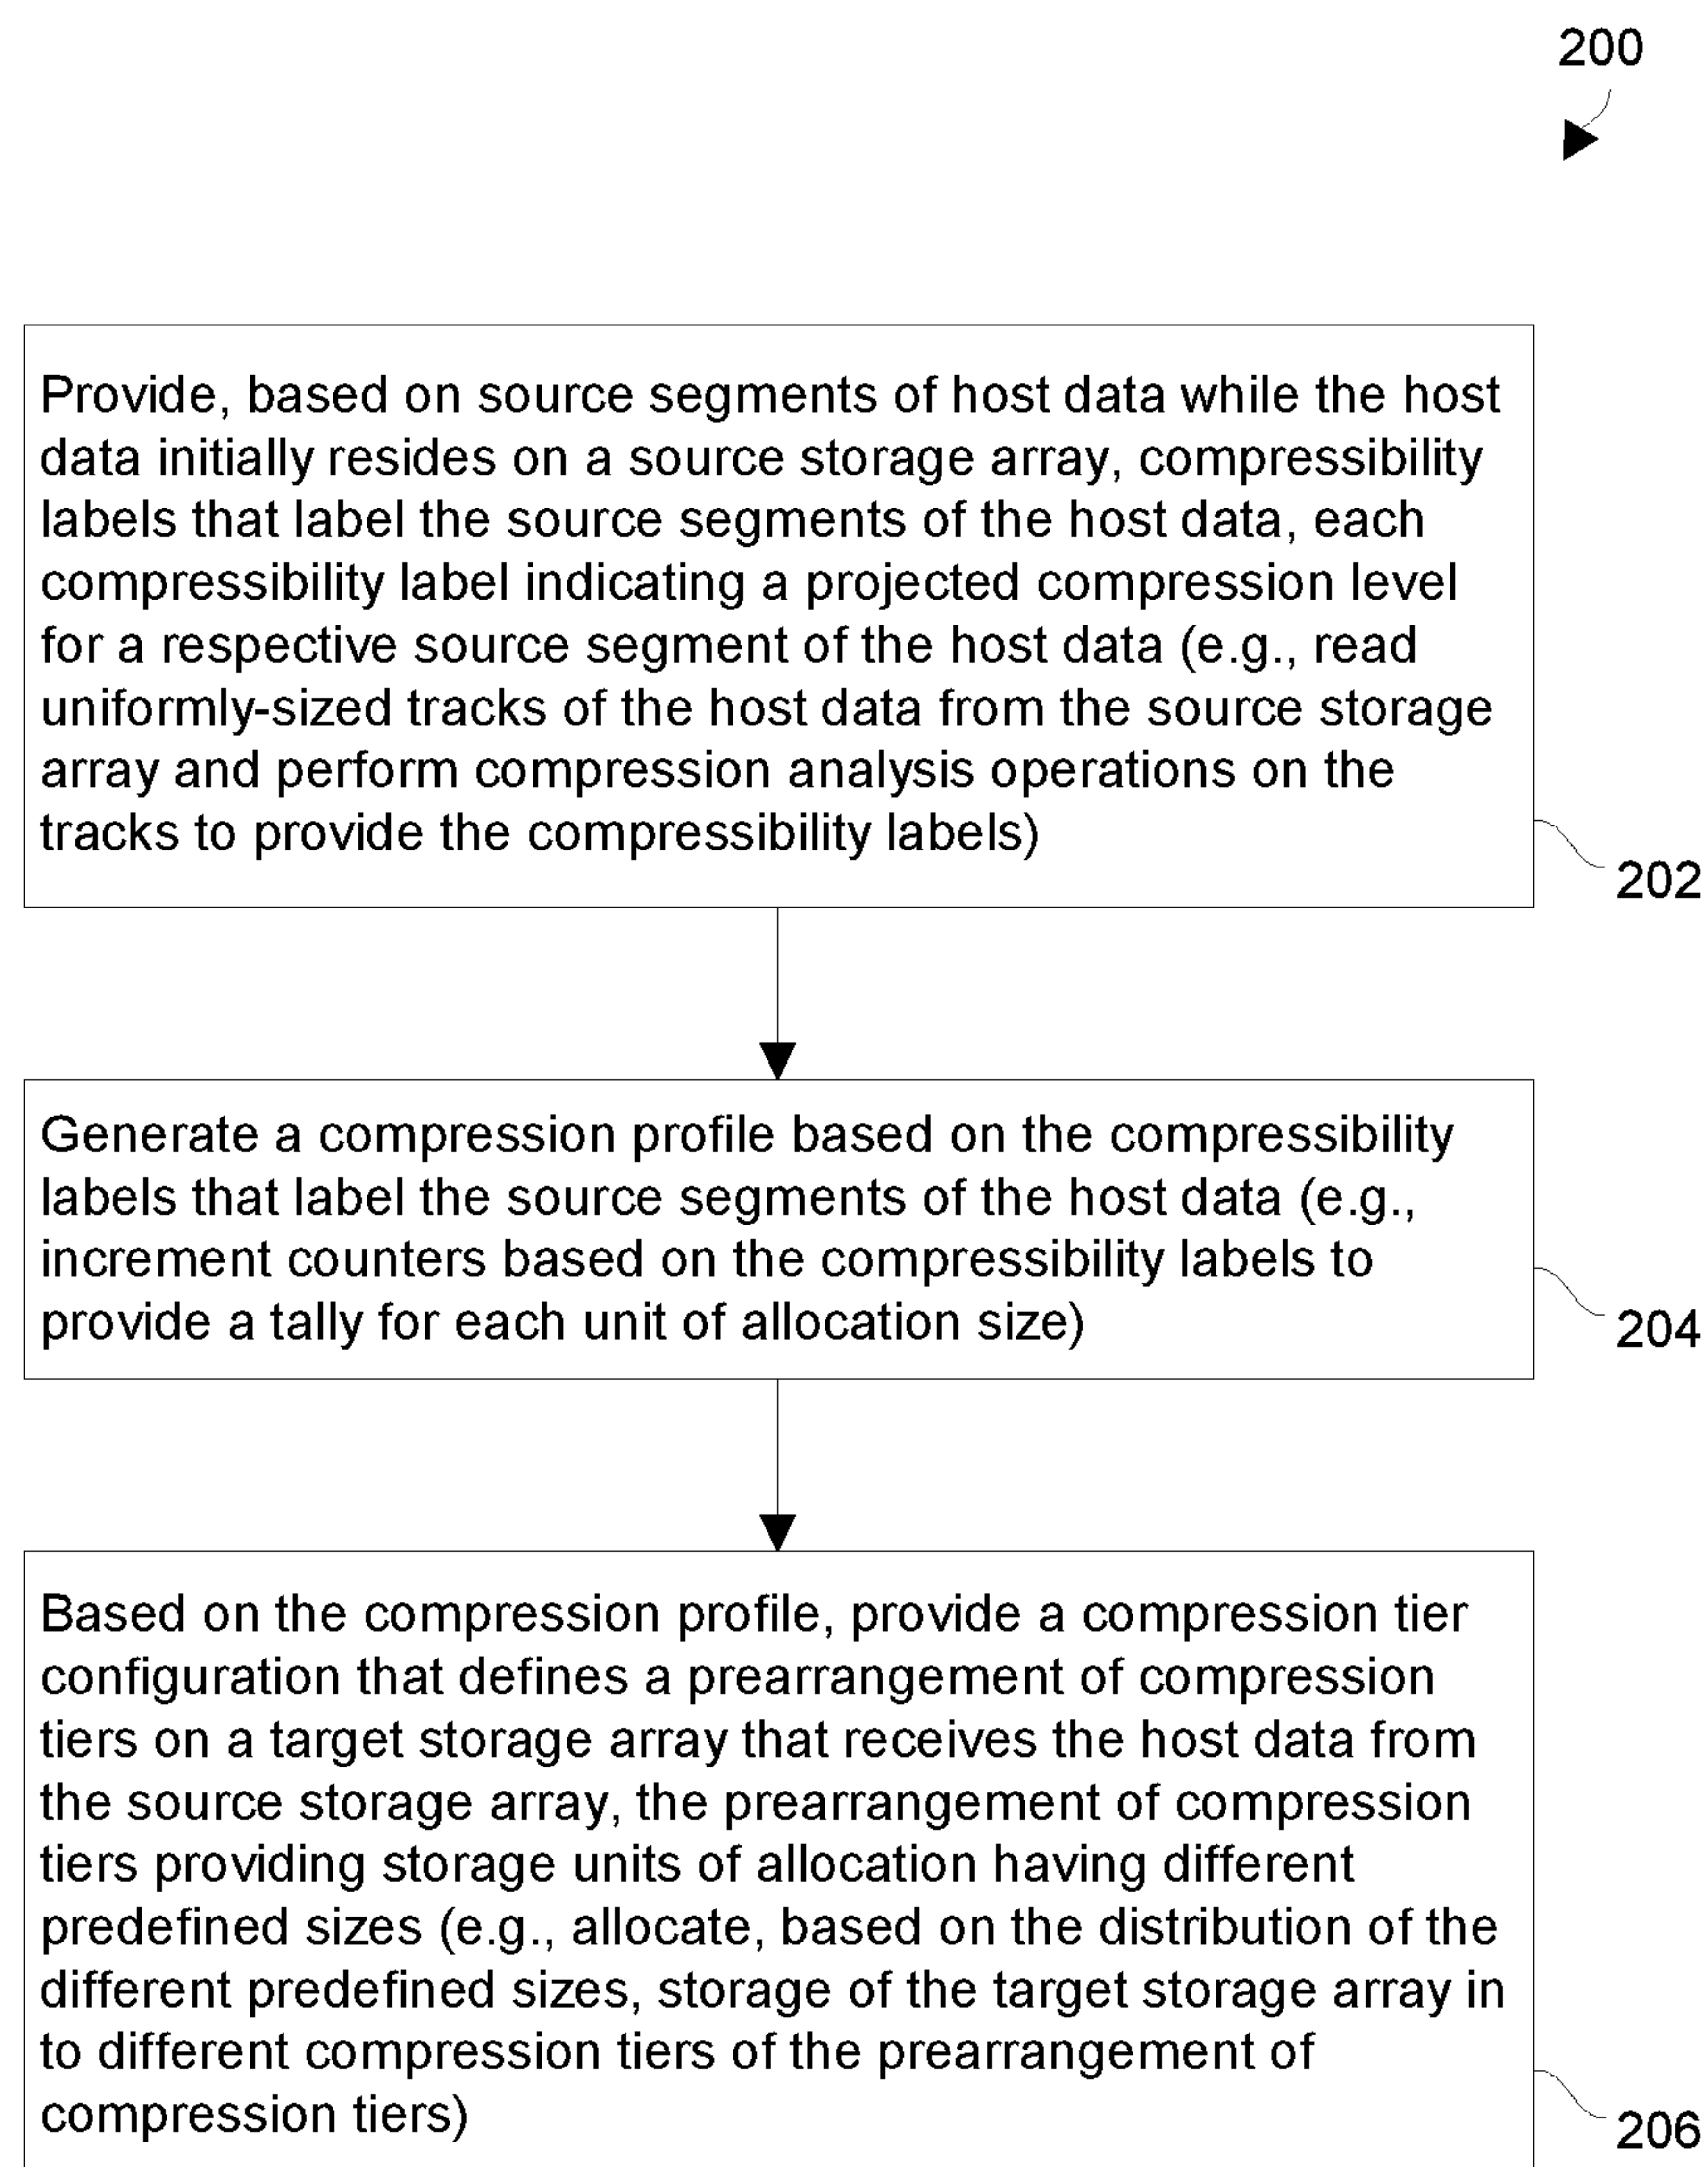 200
Provide, based on source segments of host data while the host
data initially resides on a source storage array, compressibility
labels that label the source segments of the host data, each
compressibility label indicating a projected compression level
for a respective source segment of the host data (e.g., read
uniformly-sized tracks of the host data from the source storage
array and perform compression analysis operations on the
tracks to provide the compressibility labels)
202
Generate a compression profile based on the compressibility
labels that label the source segments of the host data (e.g.,
increment counters based on the compressibility labels to
provide a tally for each unit of allocation size)
204
Based on the compression profile, provide a compression tier
configuration that defines a prearrangement of compression
tiers on a target storage array that receives the host data from
the source storage array, the prearrangement of compression
tiers providing storage units of allocation having different
predefined sizes (e.g., allocate, based on the distribution of the
different predefined sizes, storage of the target storage array in
to different compression tiers of the prearrangement of
compression tiers)
206